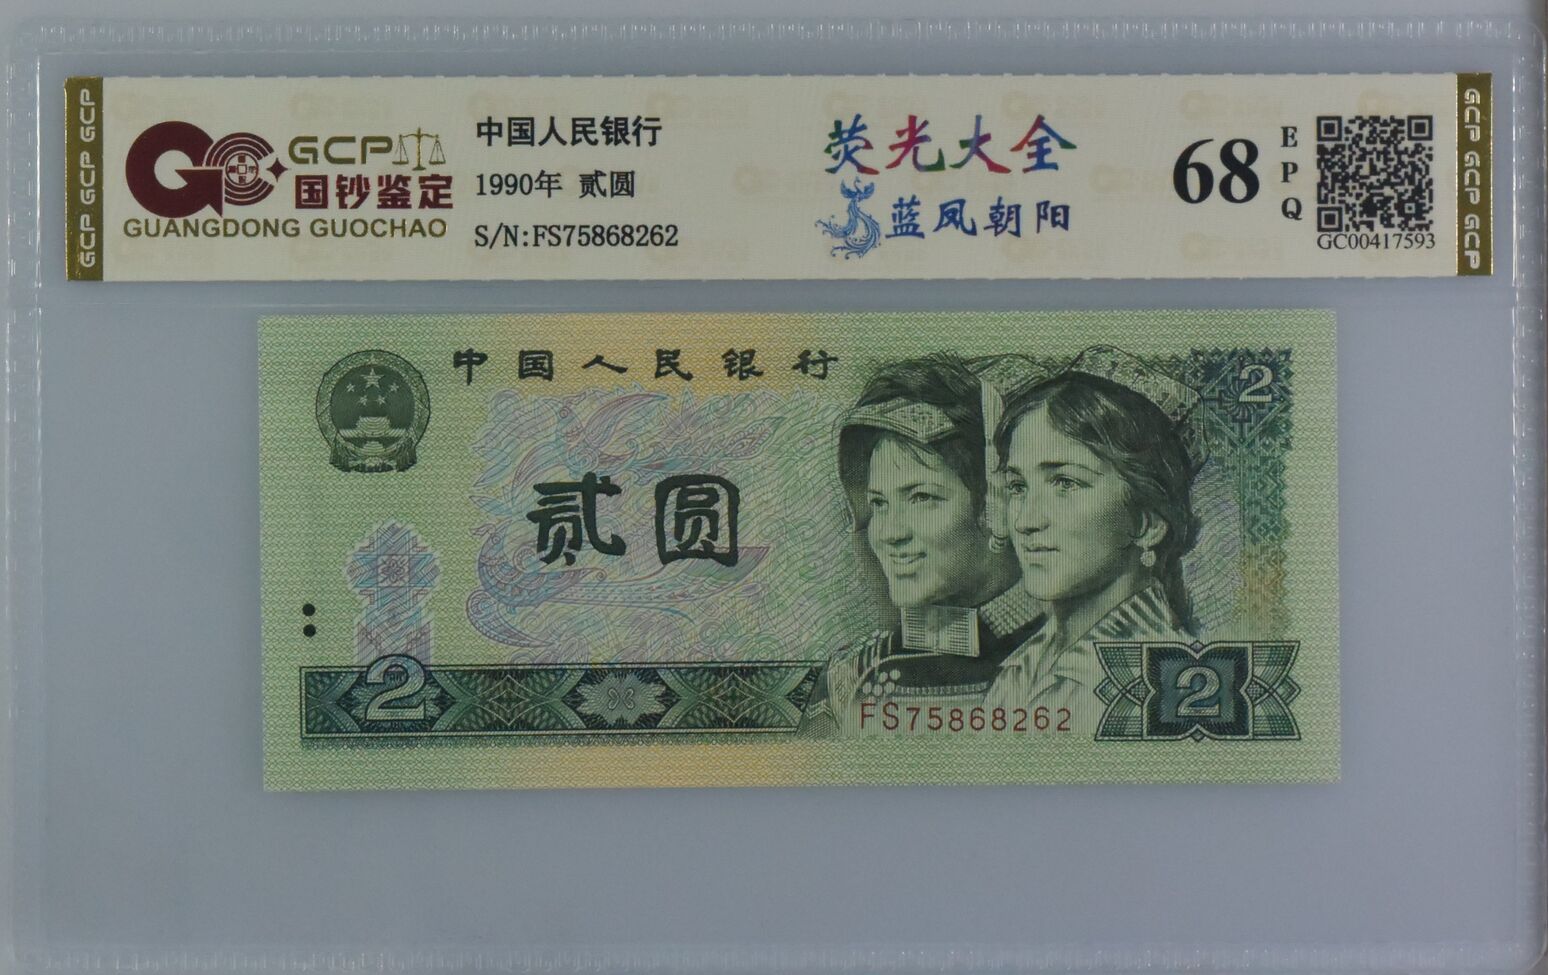 GCP GCP GCP
GCP
国钞鉴定
GUANGDONG GUOCHAO
中国人民银行
1990年 贰圆
S/N:FS75868262
荧光大全
蓝凤朝阳
68
EPQ
GC00417593
GCP GCP GCP
中国人民银行
2
贰圆
2
FS75868262
2